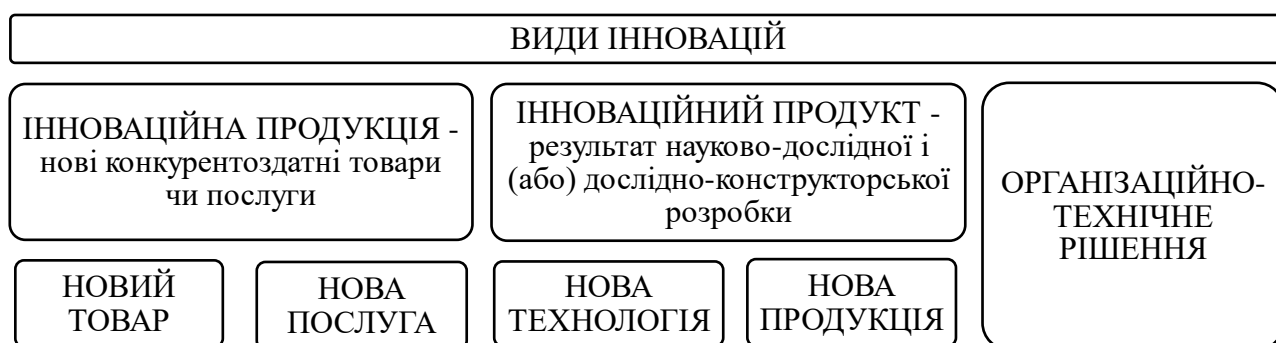 ВИДИ ІННОВАЦІЙ
ІННОВАЦІЙНА ПРОДУКЦІЯ -
нові конкурентоздатні товари
чи послуги
ІННОВАЦІЙНИЙ ПРОДУКТ -
результат науково-дослідної і
(або) дослідно-конструкторської
розробки
ОРГАНІЗАЦІЙНО-
ТЕХНІЧНЕ
РІШЕННЯ
НОВИЙ
ТОВАР
НОВА
ПОСЛУГА
НОВА
ТЕХНОЛОГІЯ
НОВА
ПРОДУКЦІЯ